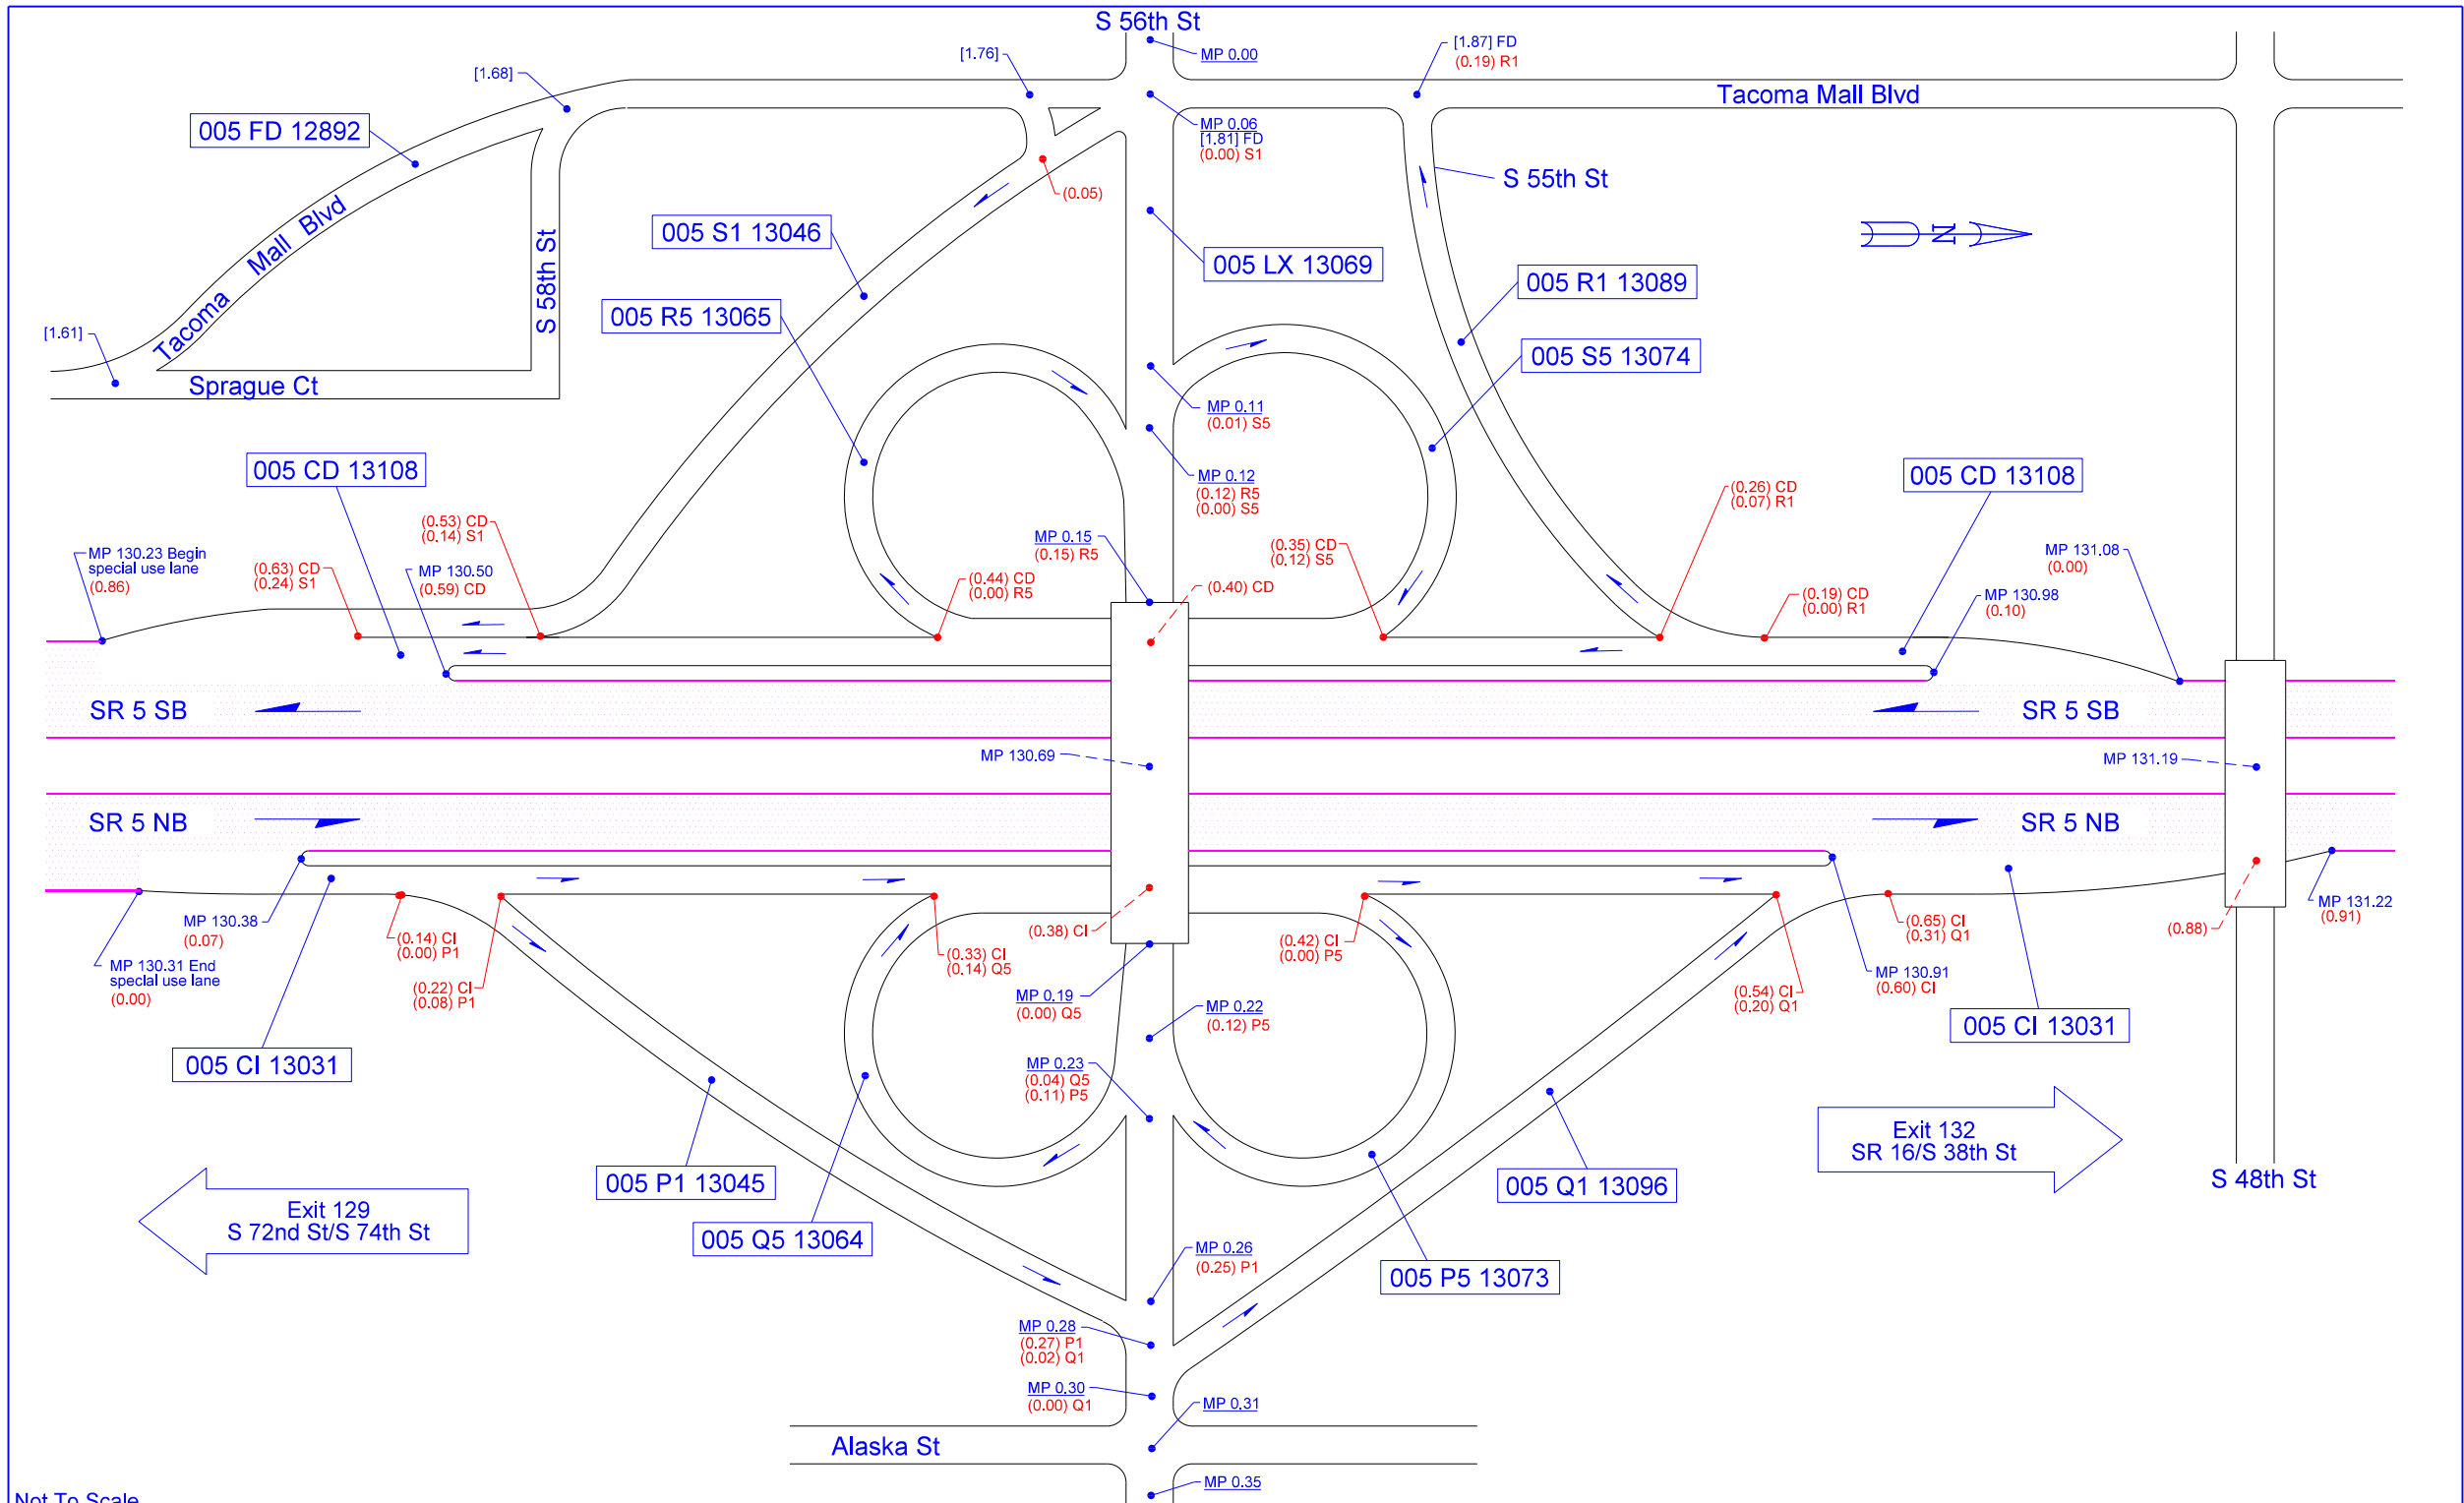 S 56th St
MP 0.00
[1.87] FD
(0.19) R1
[1.76]
[1.68]
Tacoma Mall Blvd
005 FD 12892
MP 0.06
[1.81] FD
(0.00) S1
S 55th St
(0.05)
N
005 S1 13046
005 LX 13069
Tacoma Mall Blvd
S 58th St
005 R1 13089
005 R5 13065
[1.61]
005 S5 13074
Sprague Ct
MP 0.11
(0.01) S5
005 CD 13108
MP 0.12
(0.12) R5
(0.00) S5
005 CD 13108
(0.26) CD
(0.07) R1
(0.53) CD
(0.14) S1
MP 0.15
(0.15) R5
(0.35) CD
(0.12) S5
MP 131.08
(0.00)
MP 130.23 Begin
special use lane
(0.86)
(0.63) CD
(0.24) S1
MP 130.50
(0.59) CD
(0.44) CD
(0.00) R5
(0.40) CD
(0.19) CD
(0.00) R1
MP 130.98
(0.10)
SR 5 SB
SR 5 SB
MP 130.69
MP 131.19
SR 5 NB
SR 5 NB
MP 130.38
(0.07)
(0.14) CI
(0.00) P1
(0.33) CI
(0.14) Q5
(0.38) CI
(0.42) CI
(0.00) P5
(0.65) CI
(0.31) Q1
(0.88)
MP 131.22
(0.91)
MP 130.31 End
special use lane
(0.00)
(0.22) CI
(0.08) P1
MP 0.19
(0.00) Q5
MP 0.22
(0.12) P5
(0.54) CI
(0.20) Q1
MP 130.91
(0.60) CI
005 CI 13031
005 CI 13031
MP 0.23
(0.04) Q5
(0.11) P5
Exit 132
SR 16/S 38th St
S 48th St
005 P1 13045
005 Q1 13096
Exit 129
S 72nd St/S 74th St
005 Q5 13064
MP 0.26
(0.25) P1
005 P5 13073
MP 0.28
(0.27) P1
(0.02) Q1
MP 0.30
(0.00) Q1
MP 0.31
Alaska St
MP 0.35
Not To Scale